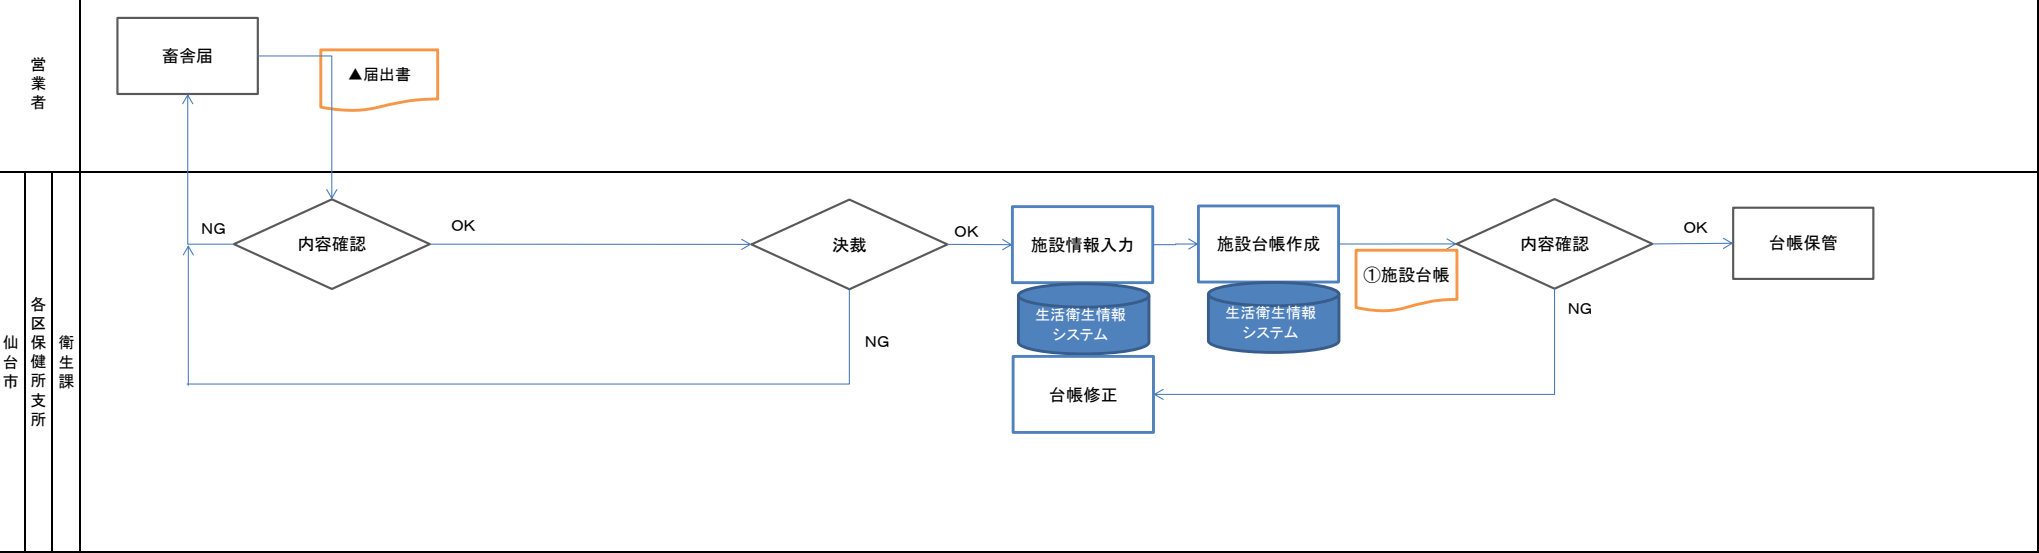 営業者
畜舎届
▲届出書
仙台市
各区保健所支所
衛生課
NG
内容確認
OK
決裁
OK
NG
施設情報入力
生活衛生情報
システム
台帳修正
施設台帳作成
生活衛生情報
システム
①施設台帳
内容確認
OK
NG
台帳保管